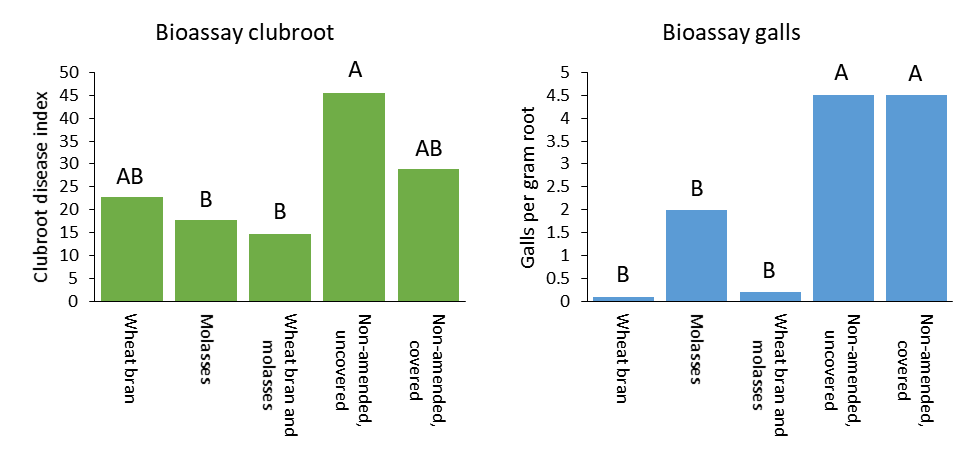 Bioassay clubroot
Clubroot disease index
50
45
40
35
30
25
20
15
10
5
0
AB
B
B
A
AB
Wheat bran
Molasses
Wheat bran and
molasses
Non-amended,
uncovered
Non-amended,
covered
Bioassay galls
Galls per gram root
5
4.5
4
3.5
3
2.5
2
1.5
1
0.5
0
B
B
B
A
A
Wheat bran
Molasses
Wheat bran and
molasses
Non-amended,
uncovered
Non-amended,
covered